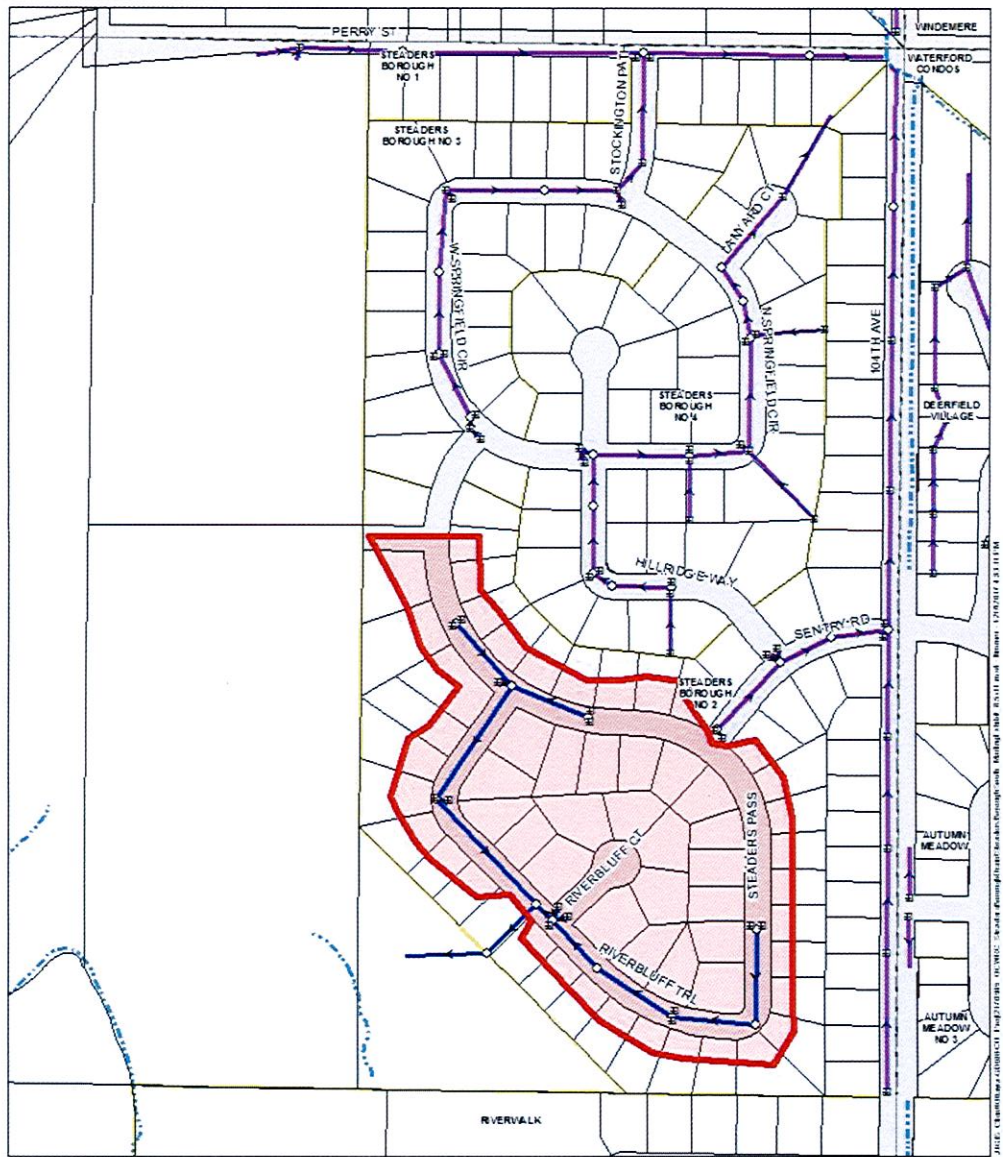 PERRY ST
WINDEMERE
STEADERS
BOROUGH
NO 1
WATERFORD
CONDOS
STOCKINGTON PATH
STEADERS
BOROUGH NO 3
LANYARD CT
W SPRINGFIELD CIR
N SPRINGFIELD CIR
104TH AVE
STEADERS
BOROUGH
NO 4
DEERFIELD
VILLAGE
HILLRIDGE WAY
SENTRY RD
STEADERS
BOROUGH
NO 2
STEADERS PASS
AUTUMN
MEADOW
RIVERBLUFF CT
RIVERBLUFF TRL
AUTUMN
MEADOW
NO 3
RIVERWALK